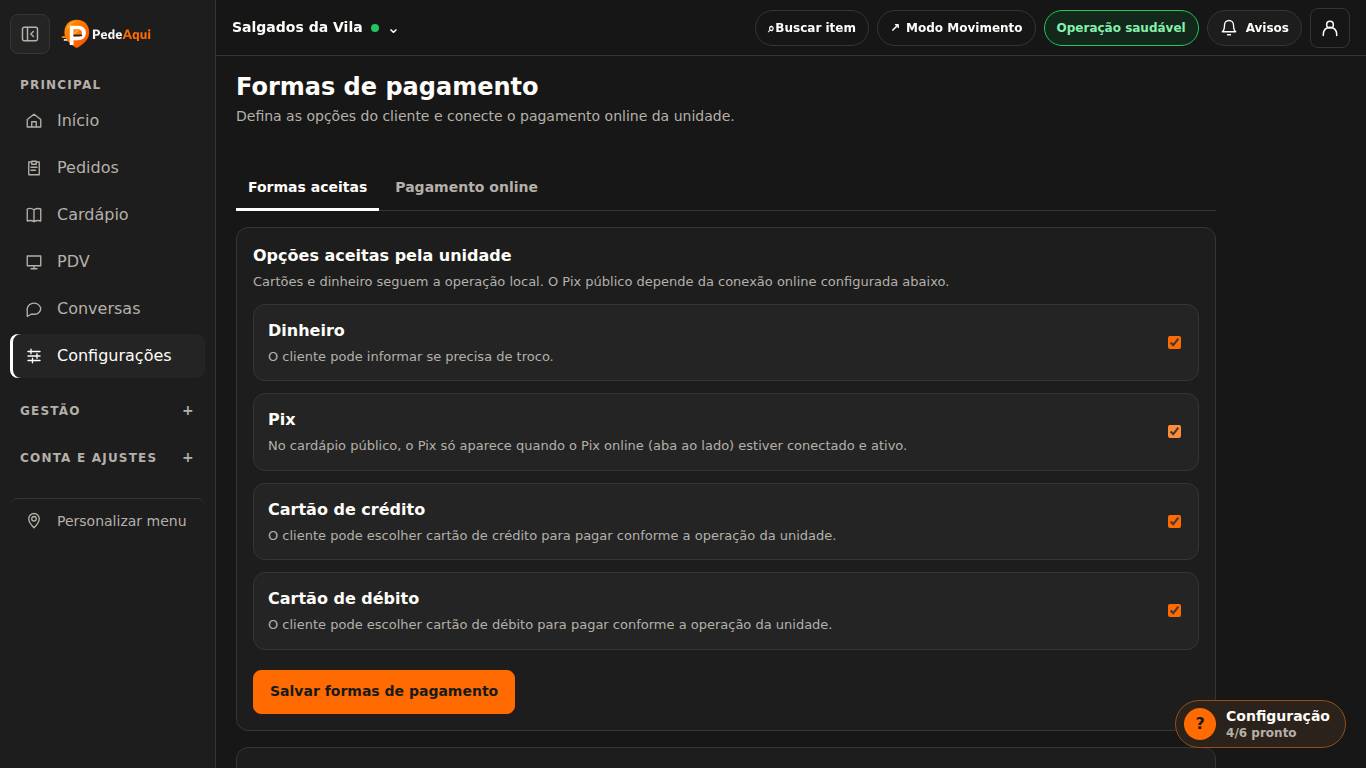 PedeAqui
Salgados da Vila
Buscar item
Modo Movimento
Operação saudável
Avisos
PRINCIPAL
Início
Pedidos
Cardápio
PDV
Conversas
Configurações
GESTÃO +
CONTA E AJUSTES +
Personalizar menu
Formas de pagamento
Defina as opções do cliente e conecte o pagamento online da unidade.
Formas aceitas
Pagamento online
Opções aceitas pela unidade
Cartões e dinheiro seguem a operação local. O Pix público depende da conexão online configurada abaixo.
Dinheiro
O cliente pode informar se precisa de troco.
Pix
No cardápio público, o Pix só aparece quando o Pix online (aba ao lado) estiver conectado e ativo.
Cartão de crédito
O cliente pode escolher cartão de crédito para pagar conforme a operação da unidade.
Cartão de débito
O cliente pode escolher cartão de débito para pagar conforme a operação da unidade.
Salvar formas de pagamento
?
Configuração
4/6 pronto